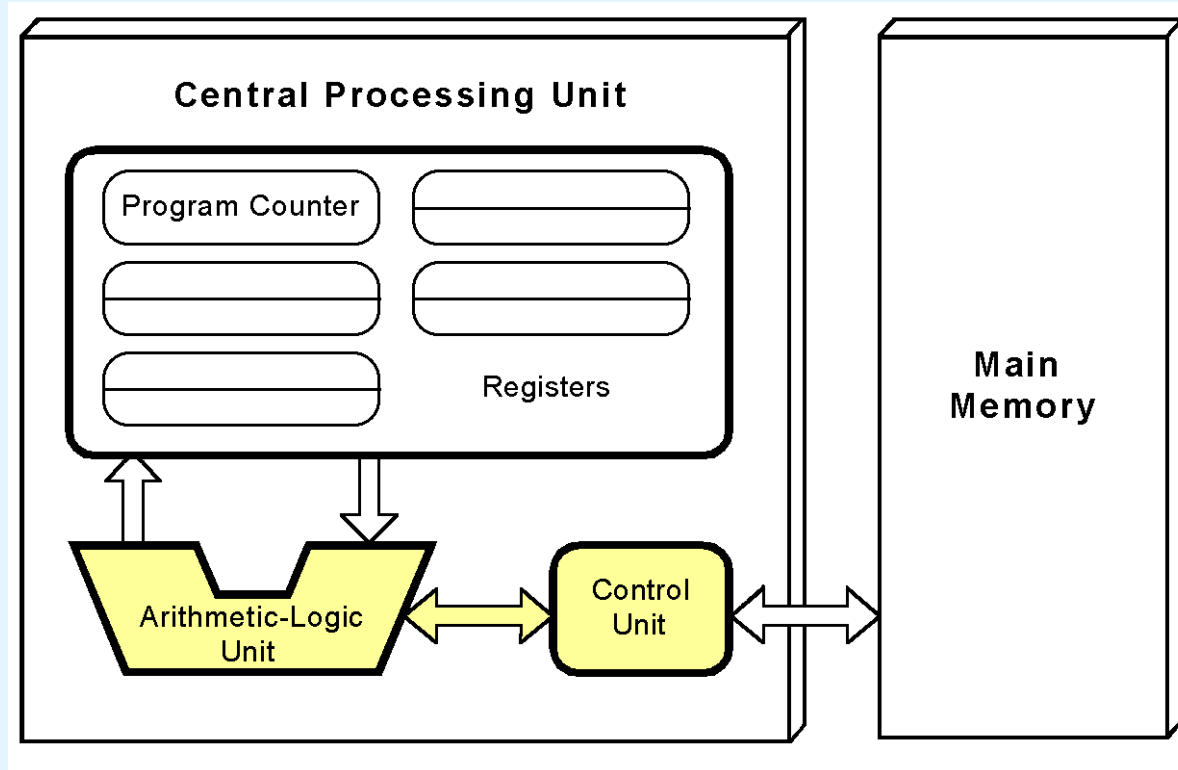 Central Processing Unit
Program Counter
Registers
Main
Memory
Arithmetic-Logic
Unit
Control
Unit